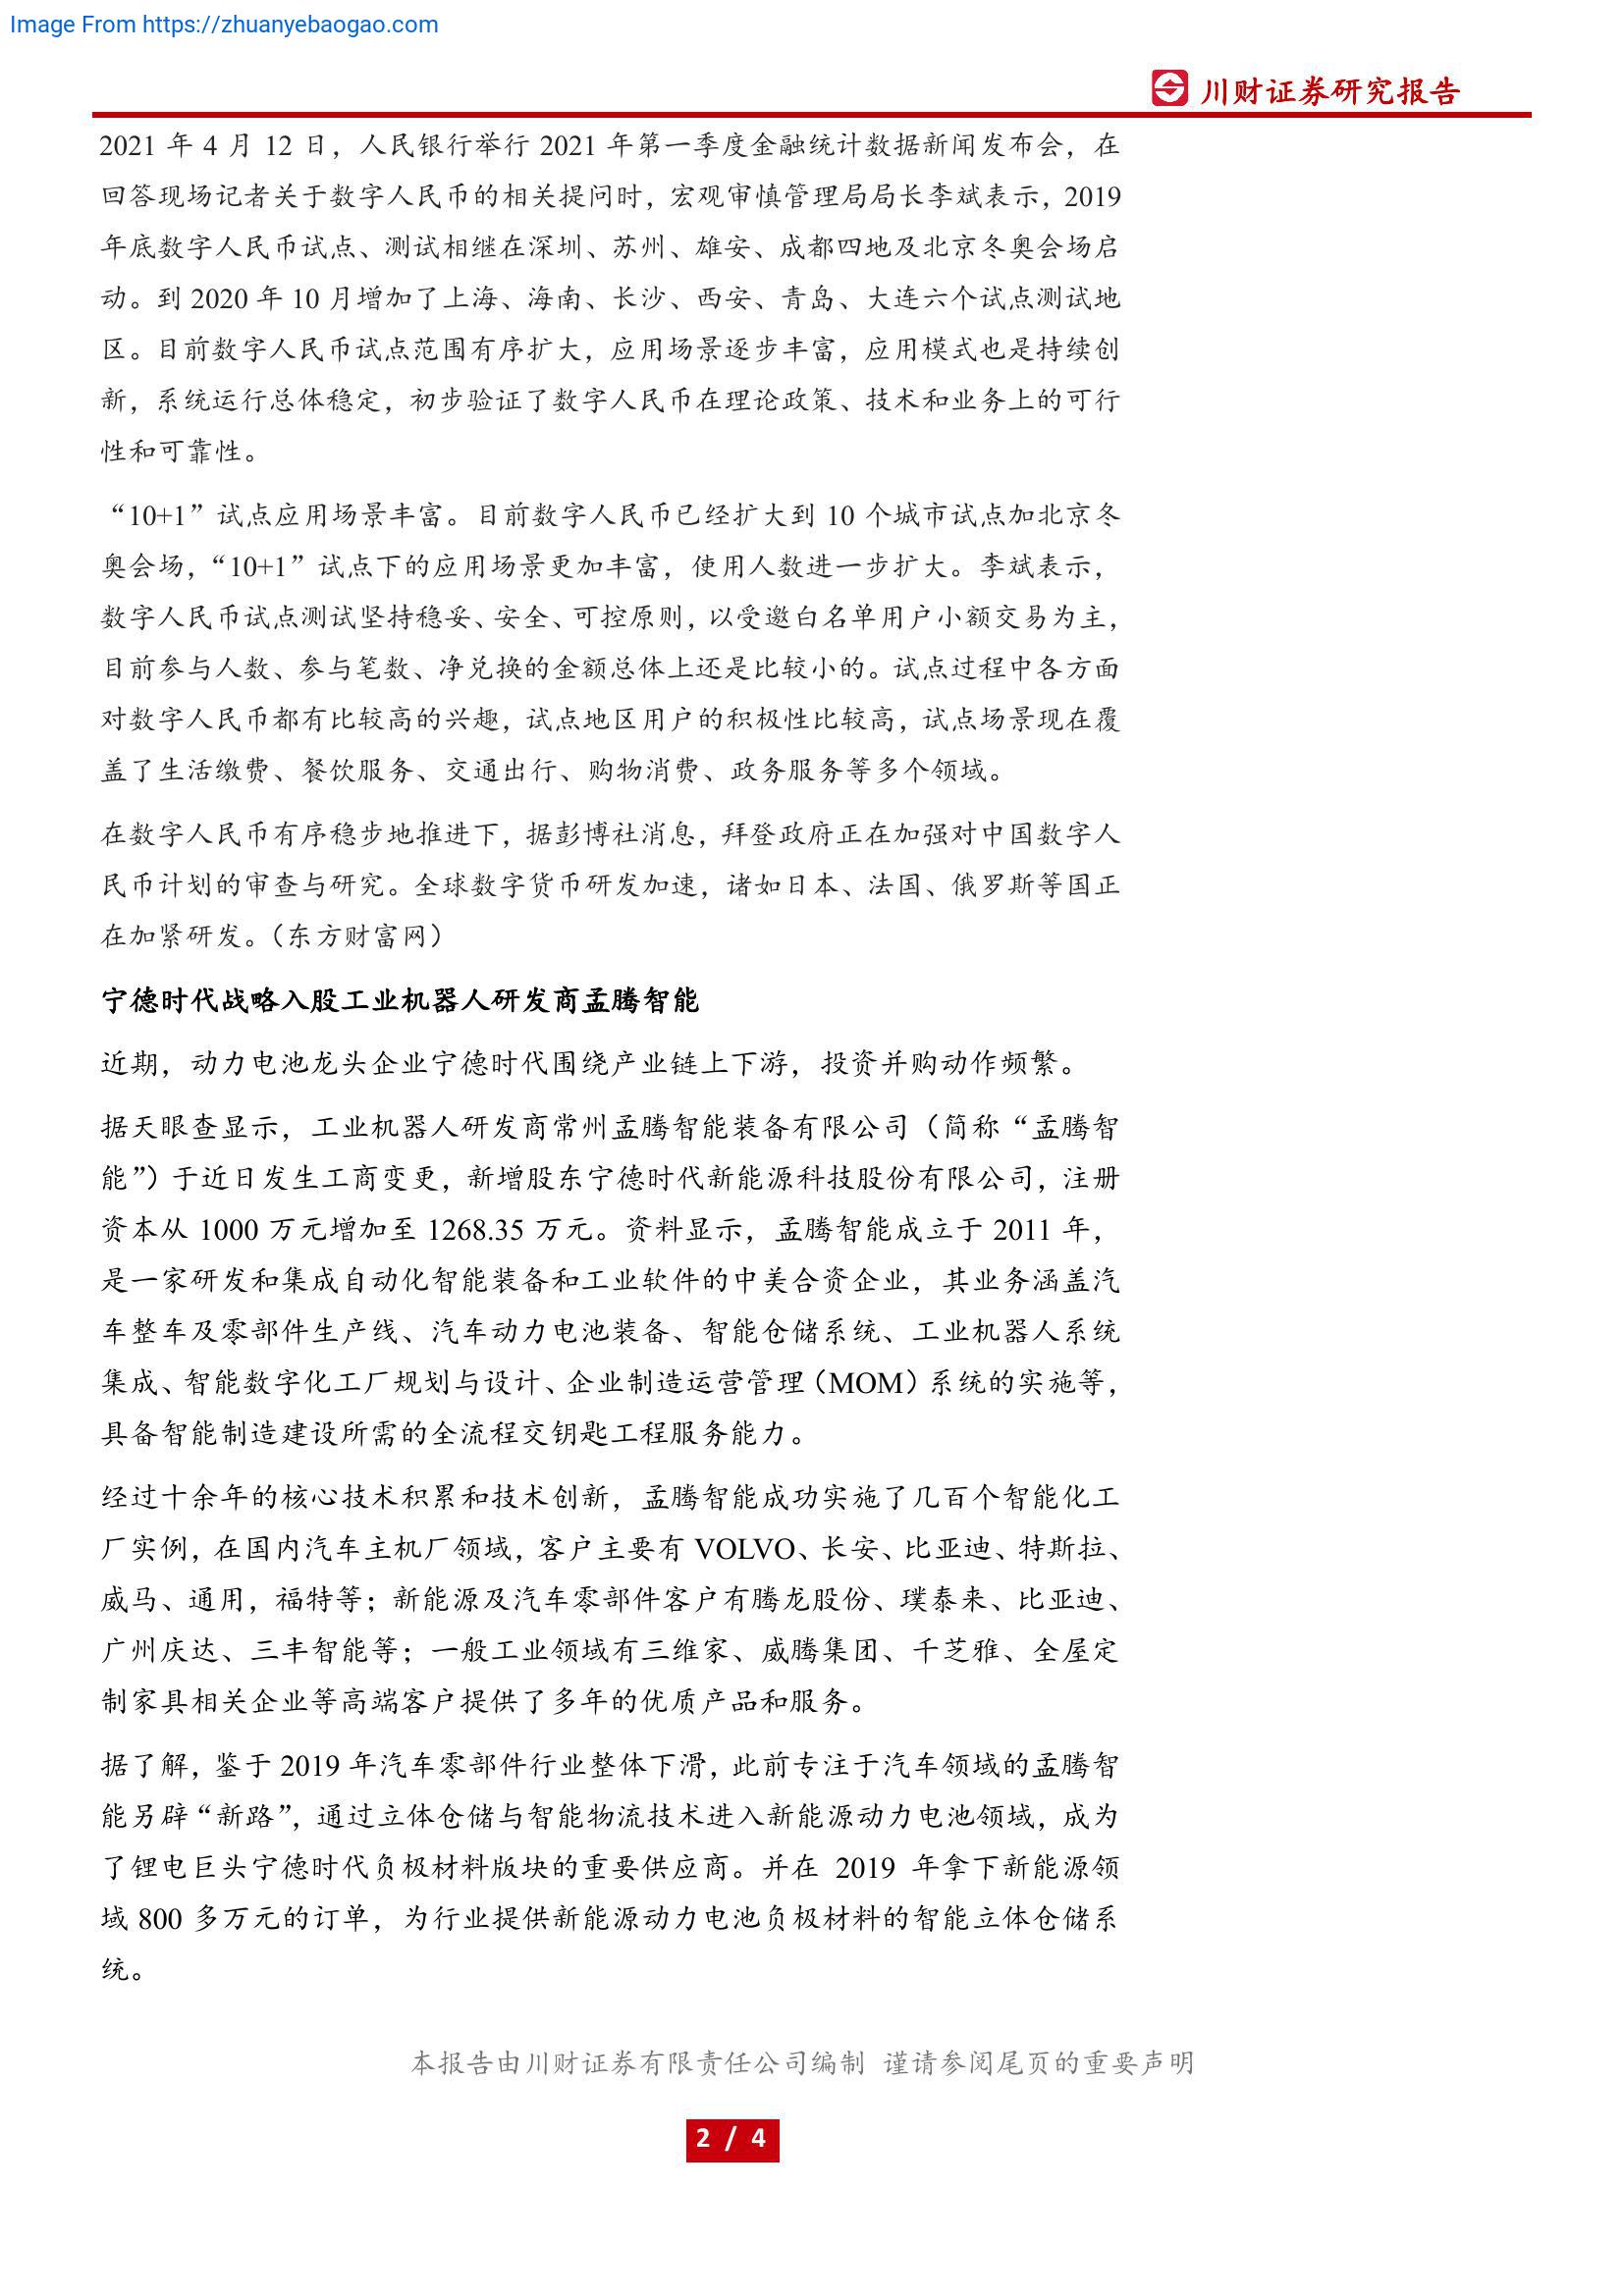 Image From https://zhuanyebaogao.com
川财证券研究报告
2021 年 4 月 12 日，人民银行举行 2021 年第一季度金融统计数据新闻发布会，在
回答现场记者关于数字人民币的相关提问时，宏观审慎管理局局长李斌表示，2019
年底数字人民币试点、测试相继在深圳、苏州、雄安、成都四地及北京冬奥会场启
动。到 2020 年 10 月增加了上海、海南、长沙、西安、青岛、大连六个试点测试地
区。目前数字人民币试点范围有序扩大，应用场景逐步丰富，应用模式也是持续创
新，系统运行总体稳定，初步验证了数字人民币在理论政策、技术和业务上的可行
性和可靠性。
“10+1”试点应用场景丰富。目前数字人民币已经扩大到 10 个城市试点加北京冬
奥会场，“10+1”试点下的应用场景更加丰富，使用人数进一步扩大。李斌表示，
数字人民币试点测试坚持稳妥、安全、可控原则，以受邀白名单用户小额交易为主，
目前参与人数、参与笔数、净兑换的金额总体上还是比较小的。试点过程中各方面
对数字人民币都有比较高的兴趣，试点地区用户的积极性比较高，试点场景现在覆
盖了生活缴费、餐饮服务、交通出行、购物消费、政务服务等多个领域。
在数字人民币有序稳步地推进下，据彭博社消息，拜登政府正在加强对中国数字人
民币计划的审查与研究。全球数字货币研发加速，诸如日本、法国、俄罗斯等国正
在加紧研发。（东方财富网）
宁德时代战略入股工业机器人研发商孟腾智能
近期，动力电池龙头企业宁德时代围绕产业链上下游，投资并购动作频繁。
据天眼查显示，工业机器人研发商常州孟腾智能装备有限公司（简称“孟腾智
能”）于近日发生工商变更，新增股东宁德时代新能源科技股份有限公司，注册
资本从 1000 万元增加至 1268.35 万元。资料显示，孟腾智能成立于 2011 年，
是一家研发和集成自动化智能装备和工业软件的中美合资企业，其业务涵盖汽
车整车及零部件生产线、汽车动力电池装备、智能仓储系统、工业机器人系统
集成、智能数字化工厂规划与设计、企业制造运营管理（MOM）系统的实施等，
具备智能制造建设所需的全流程交钥匙工程服务能力。
经过十余年的核心技术积累和技术创新，孟腾智能成功实施了几百个智能化工
厂实例，在国内汽车主机厂领域，客户主要有 VOLVO、长安、比亚迪、特斯拉、
威马、通用，福特等；新能源及汽车零部件客户有腾龙股份、璞泰来、比亚迪、
广州庆达、三丰智能等；一般工业领域有三维家、威腾集团、千芝雅、全屋定
制家具相关企业等高端客户提供了多年的优质产品和服务。
据了解，鉴于 2019 年汽车零部件行业整体下滑，此前专注于汽车领域的孟腾智
能另辟“新路”，通过立体仓储与智能物流技术进入新能源动力电池领域，成为
了锂电巨头宁德时代负极材料版块的重要供应商。并在 2019 年拿下新能源领
域 800 多万元的订单，为行业提供新能源动力电池负极材料的智能立体仓储系
统。
本报告由川财证券有限责任公司编制 谨请参阅尾页的重要声明
2 / 4